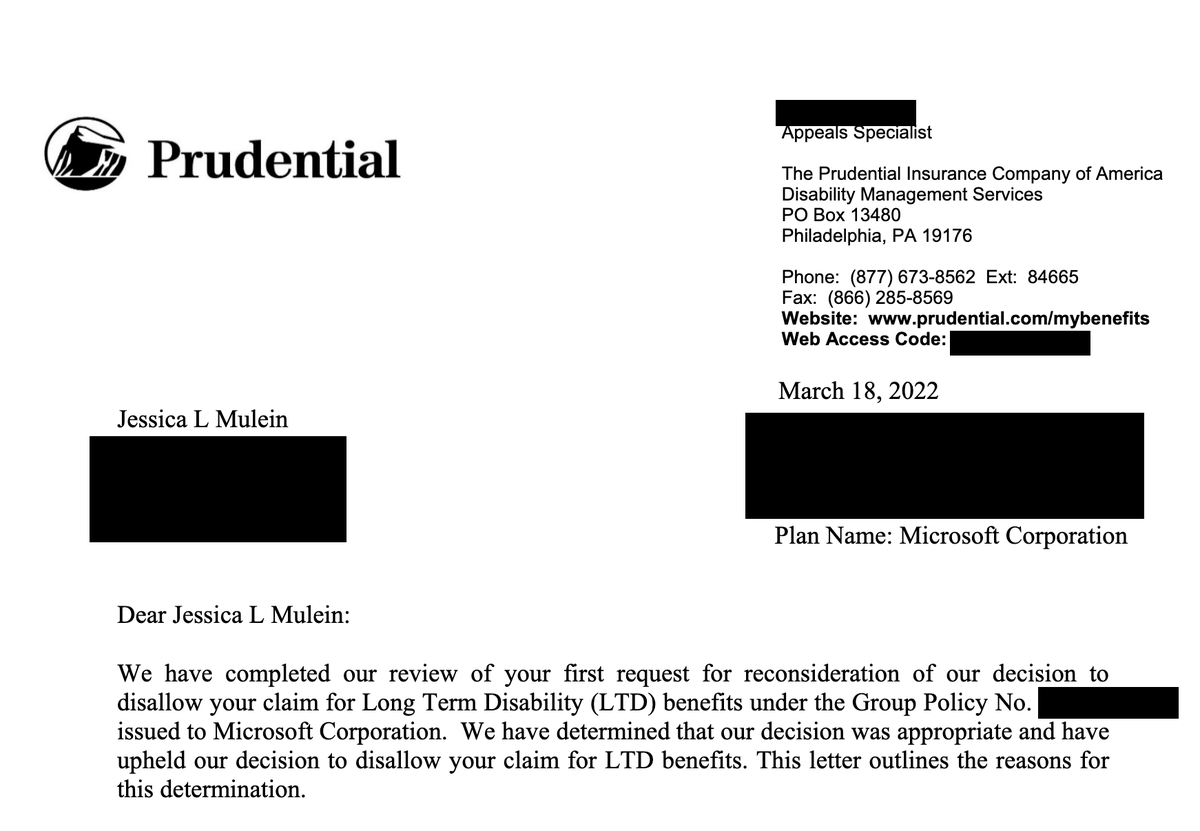 Prudential
Appeals Specialist
The Prudential Insurance Company of America
Disability Management Services
PO Box 13480
Philadelphia, PA 19176
Phone:  (877) 673-8562  Ext:  84665
Fax:  (866) 285-8569
Website:  www.prudential.com/mybenefits
Web Access Code:
March 18, 2022
Jessica L Mulein
Plan Name: Microsoft Corporation
Dear Jessica L Mulein:
We have completed our review of your first request for reconsideration of our decision to
disallow your claim for Long Term Disability (LTD) benefits under the Group Policy No.
issued to Microsoft Corporation.  We have determined that our decision was appropriate and have
upheld our decision to disallow your claim for LTD benefits. This letter outlines the reasons for
this determination.